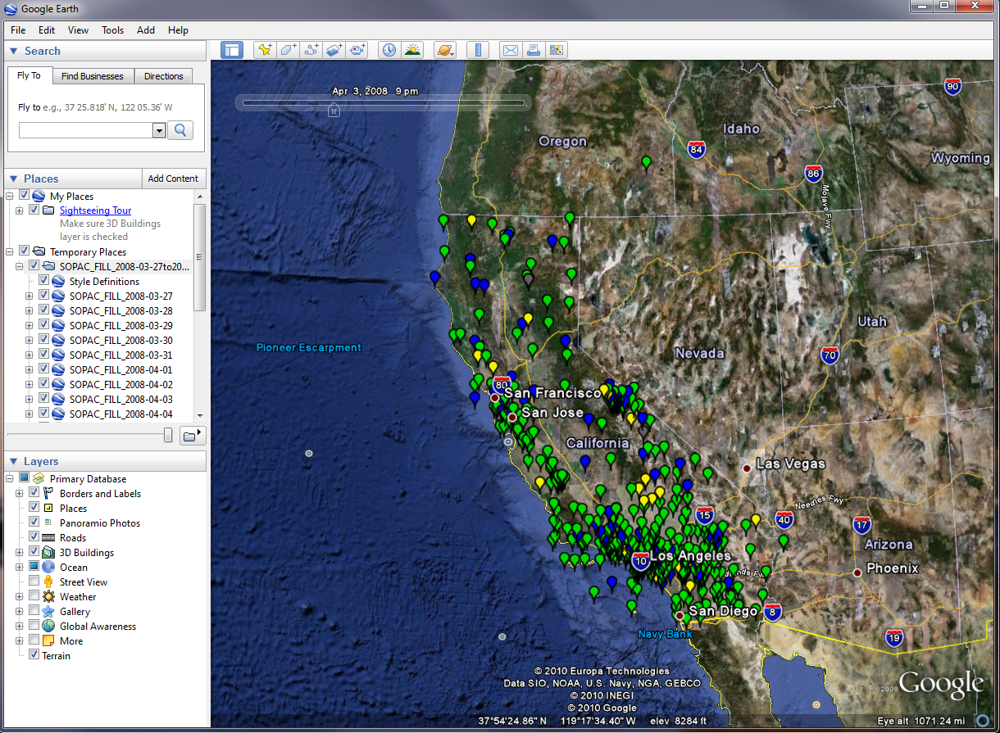 Google Earth
File Edit View Tools Add Help
Search
Fly To Find Businesses Directions
Fly to e.g., 37 25.818' N, 122 05.36' W
Places Add Content
My Places
Sightseeing Tour
Make sure 3D Buildings
layer is checked
Temporary Places
SOPAC_FILL_2008-03-27to20...
Style Definitions
SOPAC_FILL_2008-03-27
SOPAC_FILL_2008-03-28
SOPAC_FILL_2008-03-29
SOPAC_FILL_2008-03-30
SOPAC_FILL_2008-03-31
SOPAC_FILL_2008-04-01
SOPAC_FILL_2008-04-02
SOPAC_FILL_2008-04-03
SOPAC_FILL_2008-04-04
Layers
Primary Database
Borders and Labels
Places
Panoramio Photos
Roads
3D Buildings
Ocean
Street View
Weather
Gallery
Global Awareness
More
Terrain
Apr 3, 2008 9 pm
90
Idaho
Oregon
84
Wyoming
86
Mojave Fwy
Utah
Pioneer Escarpment
Nevada
70
80
San Francisco
San Jose
California
Las Vegas
Needles Fwy
15
40
17
Arizona
Los Angeles
10
Phoenix
San Diego
8
Navy Bank
19
© 2010 Europa Technologies
Data SIO, NOAA, U.S. Navy, NGA, GEBCO
© 2010 INEGI
© 2010 Google
©2009 Google
37°54'24.86" N 119°17'34.40" W elev 8284 ft
Eye alt 1071.24 mi